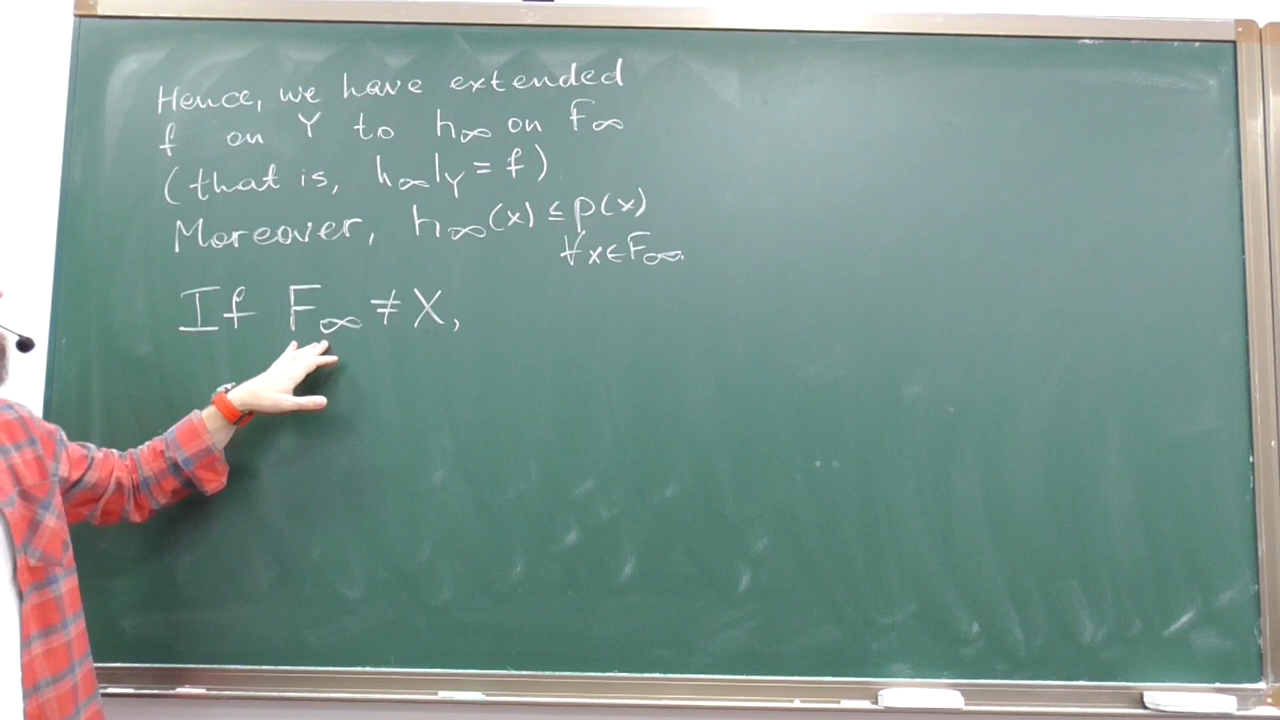 Hence, we have extended
f on Y to h∞ on F∞
(that is, h∞|Y = f)
Moreover, h∞(x) ≤ p(x)
∀x∈F∞.
If F∞ ≠ X,